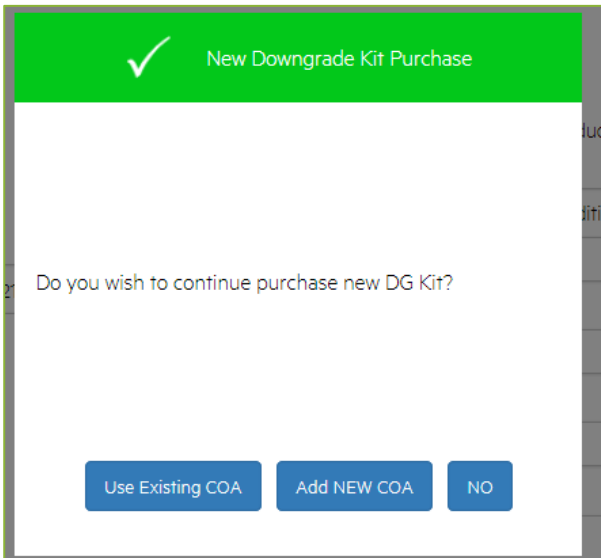 New Downgrade Kit Purchase
Do you wish to continue purchase new DG Kit?
Use Existing COA
Add NEW COA
NO